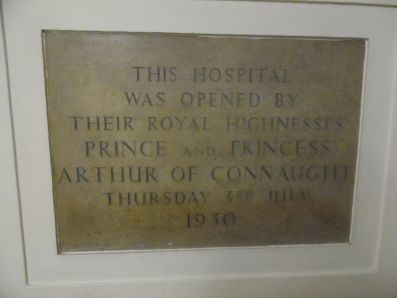 THIS HOSPITAL
WAS OPENED BY
THEIR ROYAL HIGHNESSES
PRINCE AND PRINCESS
ARTHUR OF CONNAUGHT
THURSDAY 3RD JULY
1930